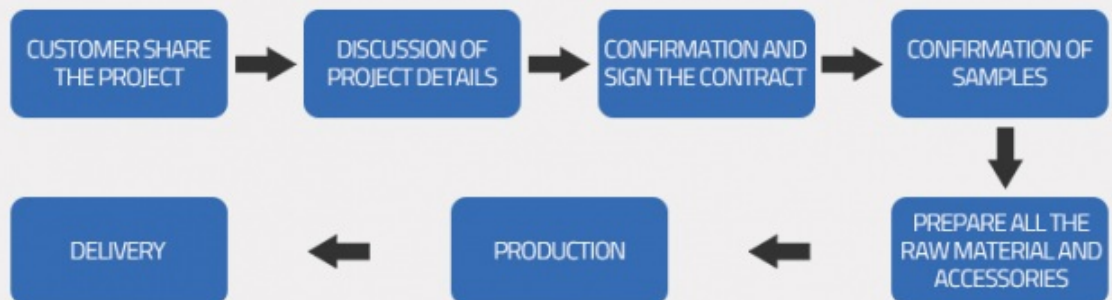 CUSTOMER SHARE
THE PROJECT
DISCUSSION OF
PROJECT DETAILS
CONFIRMATION AND
SIGN THE CONTRACT
CONFIRMATION OF
SAMPLES
PREPARE ALL THE
RAW MATERIAL AND
ACCESSORIES
PRODUCTION
DELIVERY